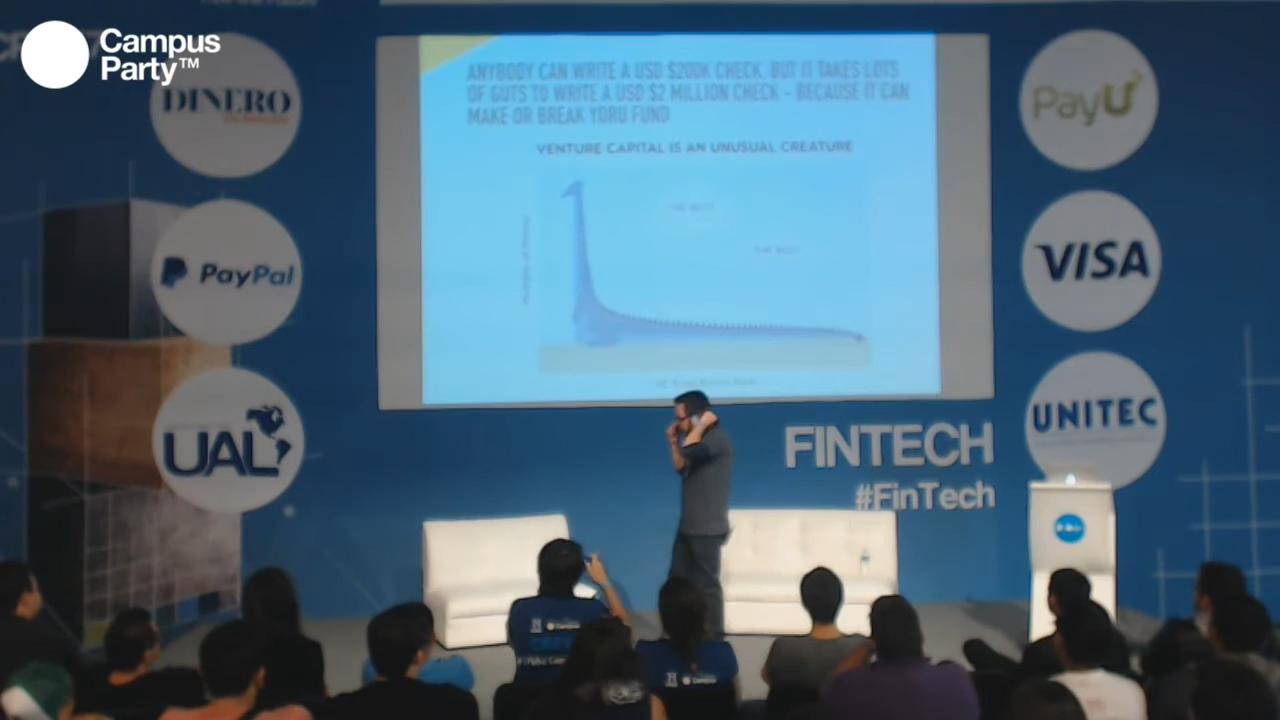 Campus
Party™
DINERO
PayPal
UAL
ANYBODY CAN WRITE A USD $200K CHECK, BUT IT TAKES LOTS
OF GUTS TO WRITE A USD $2 MILLION CHECK - BECAUSE IT CAN
MAKE OR BREAK YORU FUND
VENTURE CAPITAL IS AN UNUSUAL CREATURE
PayU
VISA
UNITEC
FINTECH
#FinTech